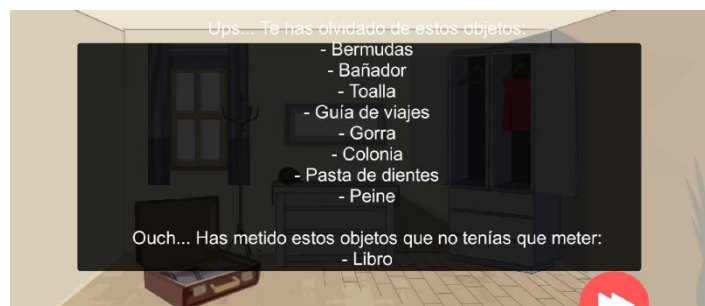 Ups... Te has olvidado de estos objetos:
- Bermudas
- Bañador
- Toalla
- Guía de viajes
- Gorra
- Colonia
- Pasta de dientes
- Peine
Ouch... Has metido estos objetos que no tenías que meter:
- Libro